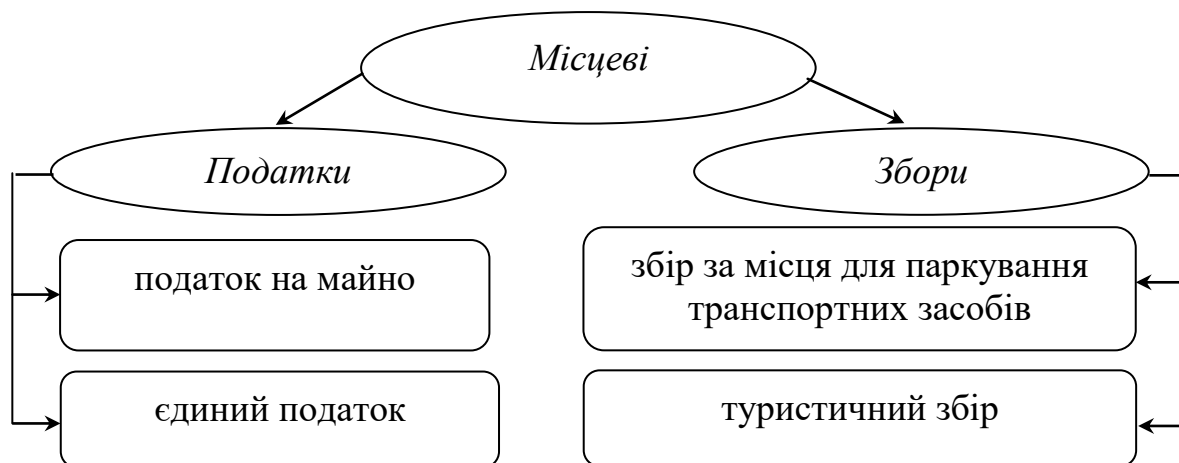 Місцеві
Податки
Збори
податок на майно
збір за місця для паркування
транспортних засобів
єдиний податок
туристичний збір